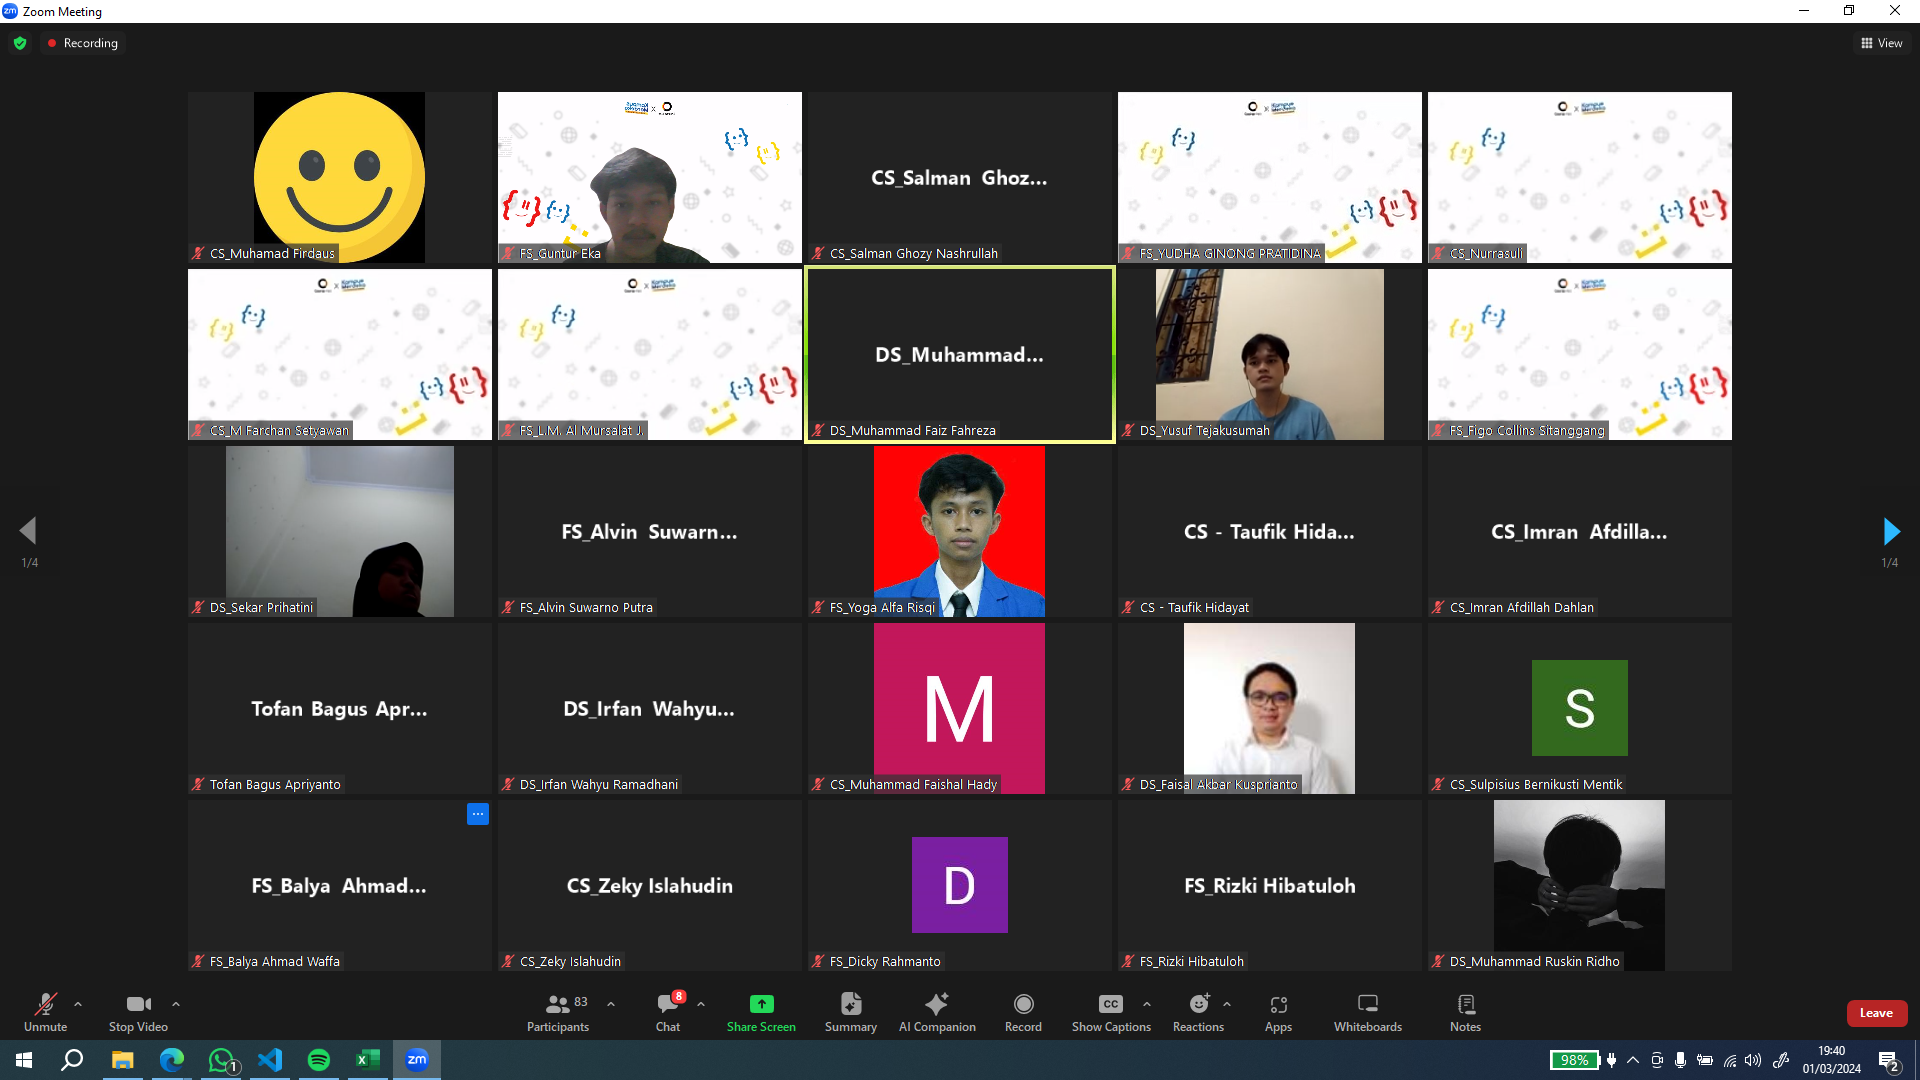 Zoom Meeting
Recording
View
CS_Muhamad Firdaus
FS_Guntur Eka
CS_Salman Ghoz...
CS_Salman Ghozy Nashrullah
FS_YUDHA GINONG PRATIDINA
CS_Nurrasuli
CS_M Farchan Setyawan
FS_L.M. Al Mursalat J.
DS_Muhammad...
DS_Muhammad Faiz Fahreza
DS_Yusuf Tejakusumah
FS_Figo Collins Sitanggang
DS_Sekar Prihatini
FS_Alvin Suwarn...
FS_Alvin Suwarno Putra
FS_Yoga Alfa Risqi
CS - Taufik Hida...
CS - Taufik Hidayat
CS_Imran Afdilla...
CS_Imran Afdillah Dahlan
1/4
1/4
Tofan Bagus Apr...
Tofan Bagus Apriyanto
DS_Irfan Wahyu...
DS_Irfan Wahyu Ramadhani
M
CS_Muhammad Faishal Hady
DS_Faisal Akbar Kusprianto
S
CS_Sulpisius Bernikusti Mentik
FS_Balya Ahmad...
FS_Balya Ahmad Waffa
CS_Zeky Islahudin
CS_Zeky Islahudin
D
FS_Dicky Rahmanto
FS_Rizki Hibatuloh
FS_Rizki Hibatuloh
DS_Muhammad Ruskin Ridho
Unmute
Stop Video
83
Participants
8
Chat
Share Screen
Summary
AI Companion
Record
CC
Show Captions
Reactions
Apps
Whiteboards
Notes
Leave
1
zm
98%
19:40
01/03/2024
2